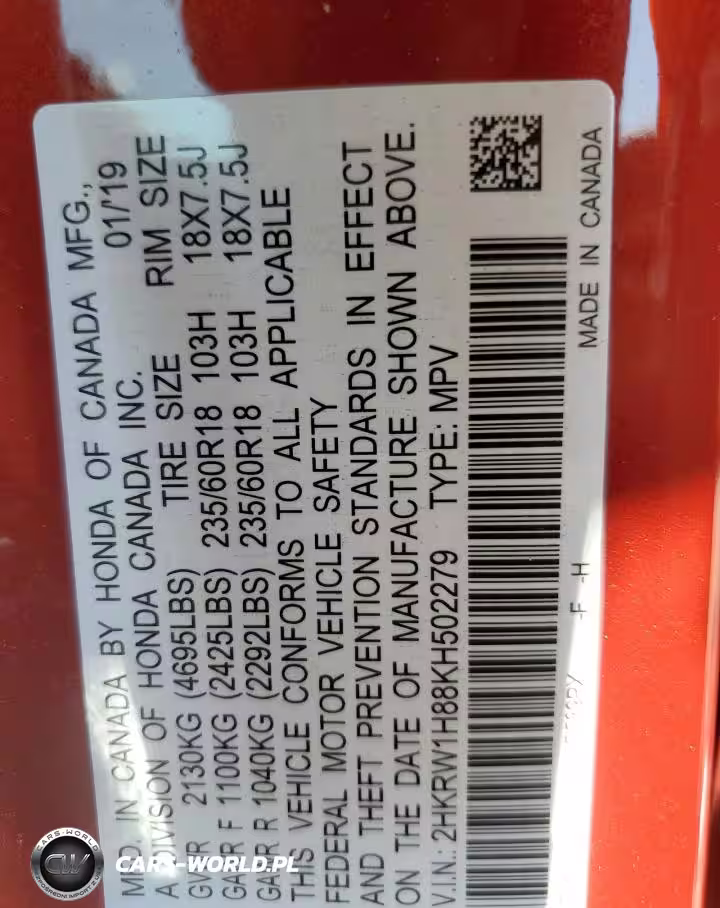 MFD. IN CANADA BY HONDA OF CANADA MFG.,
A DIVISION OF HONDA CANADA INC. 01/'19
GVWR 2130KG (4695LBS) TIRE SIZE RIM SIZE
GAWR F 1100KG (2425LBS) 235/60R18 103H 18X7.5J
GAWR R 1040KG (2292LBS) 235/60R18 103H 18X7.5J
THIS VEHICLE CONFORMS TO ALL APPLICABLE
FEDERAL MOTOR VEHICLE SAFETY
AND THEFT PREVENTION STANDARDS IN EFFECT
ON THE DATE OF MANUFACTURE SHOWN ABOVE.
V.I.N.: 2HKRW1H88KH502279 TYPE: MPV
-F -H
MADE IN CANADA
CARS-WORLD
CW
CARS-WORLD.PL